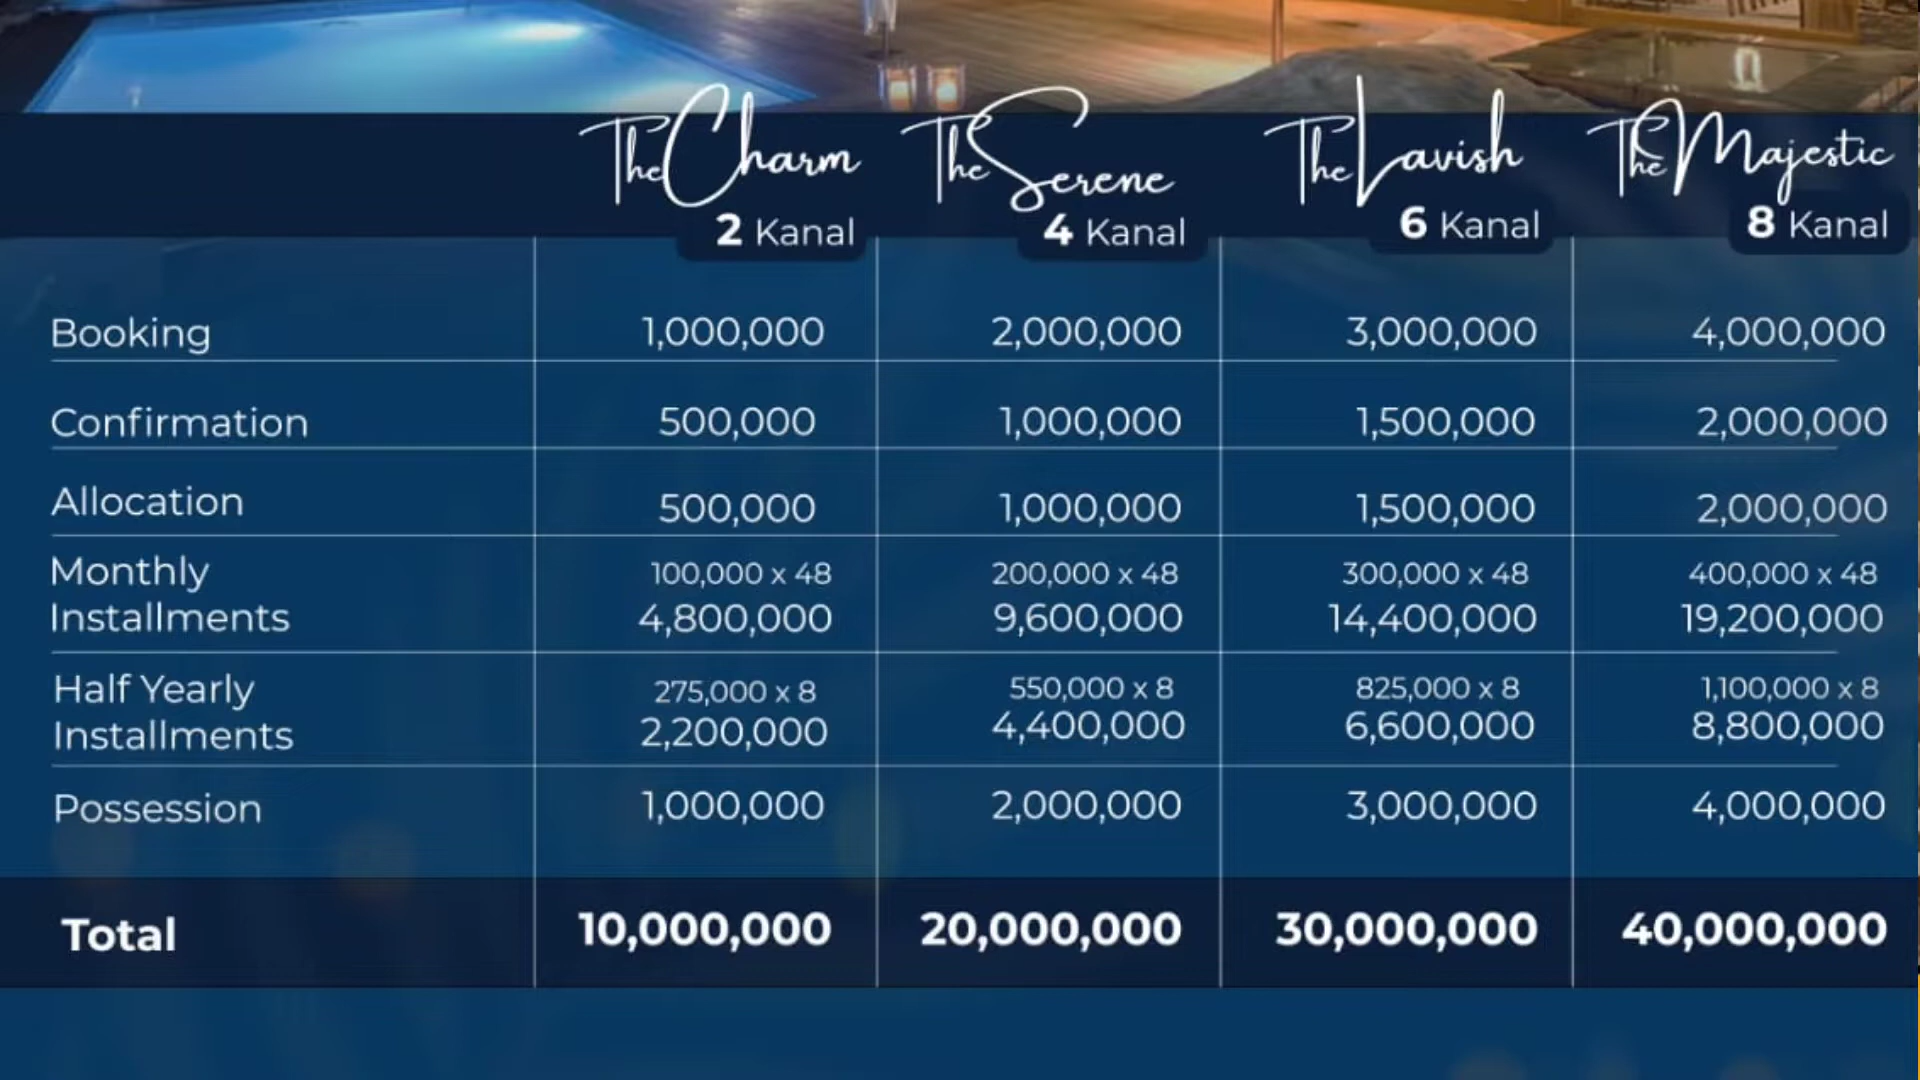 The Charm The Serene The Lavish The Majestic
2 Kanal 4 Kanal 6 Kanal 8 Kanal
Booking 1,000,000 2,000,000 3,000,000 4,000,000
Confirmation 500,000 1,000,000 1,500,000 2,000,000
Allocation 500,000 1,000,000 1,500,000 2,000,000
Monthly 100,000 x 48 200,000 x 48 300,000 x 48 400,000 x 48
Installments 4,800,000 9,600,000 14,400,000 19,200,000
Half Yearly 275,000 x 8 550,000 x 8 825,000 x 8 1,100,000 x 8
Installments 2,200,000 4,400,000 6,600,000 8,800,000
Possession 1,000,000 2,000,000 3,000,000 4,000,000
Total 10,000,000 20,000,000 30,000,000 40,000,000